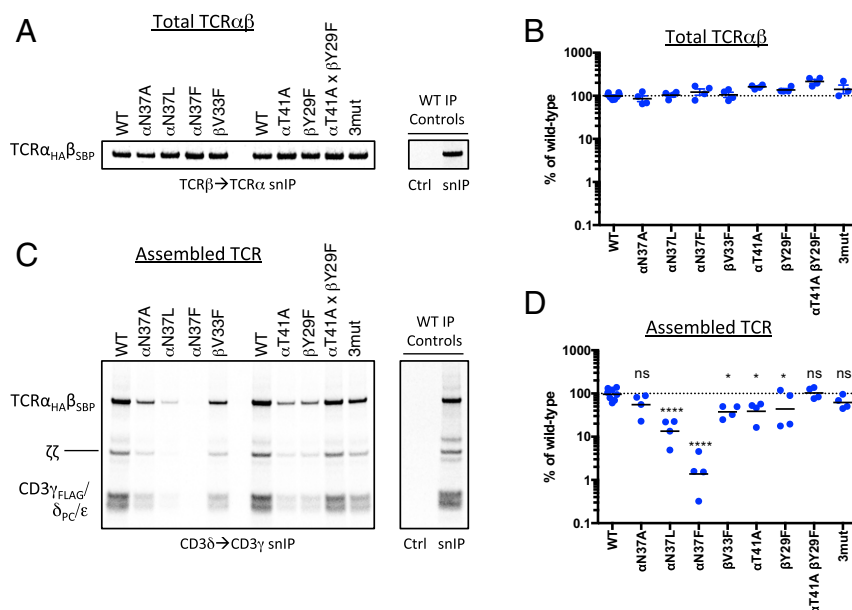 A
Total TCRαβ
WT
αN37A
αN37L
αN37F
βV33F
WT
αT41A
βY29F
αT41A x βY29F
3mut
WT IP
Controls
TCRαHAβSBP
TCRβ→TCRα snIP
Ctrl snIP
B
Total TCRαβ
% of wild-type
1000
100
10
1
0.1
WT
αN37A
αN37L
αN37F
βV33F
αT41A
βY29F
αT41A βY29F
3mut
C
Assembled TCR
WT
αN37A
αN37L
αN37F
βV33F
WT
αT41A
βY29F
αT41A x βY29F
3mut
WT IP
Controls
TCRαHAβSBP
ζζ
CD3γFLAG/
δPC/ε
CD3δ→CD3γ snIP
Ctrl snIP
D
Assembled TCR
% of wild-type
1000
100
10
1
0.1
ns
****
****
*
*
*
ns
ns
WT
αN37A
αN37L
αN37F
βV33F
αT41A
βY29F
αT41A βY29F
3mut